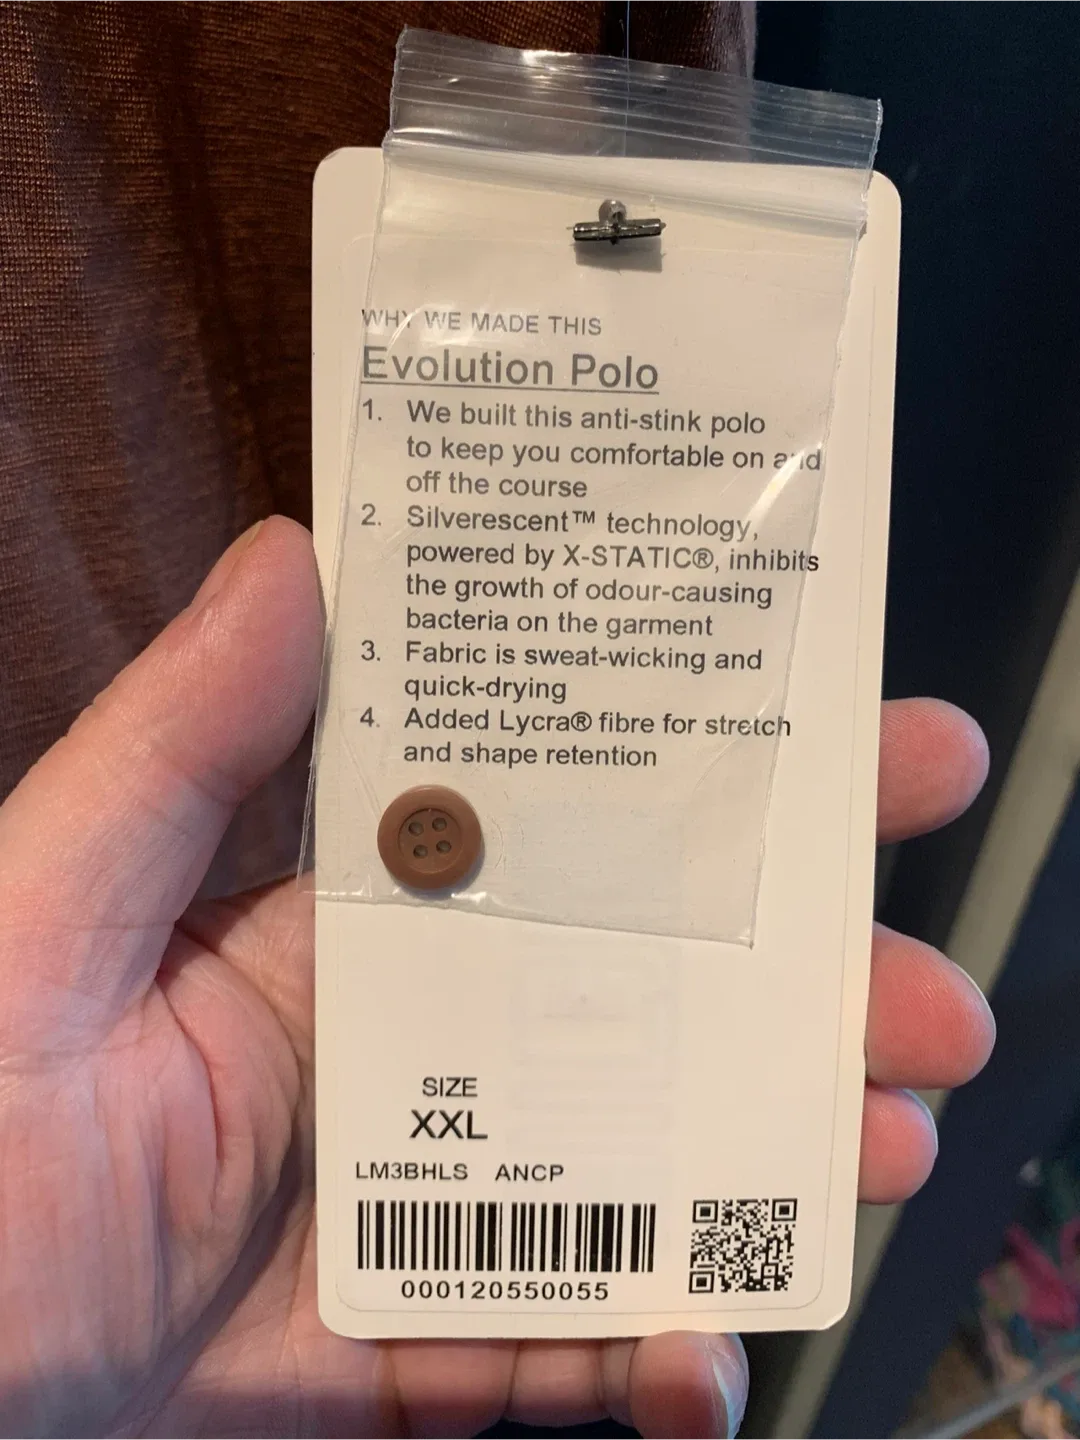 WHY WE MADE THIS
Evolution Polo
1. We built this anti-stink polo
to keep you comfortable on and
off the course
2. Silverescent™ technology,
powered by X-STATIC®, inhibits
the growth of odour-causing
bacteria on the garment
3. Fabric is sweat-wicking and
quick-drying
4. Added Lycra® fibre for stretch
and shape retention
SIZE
XXL
LM3BHLS ANCP
000120550055